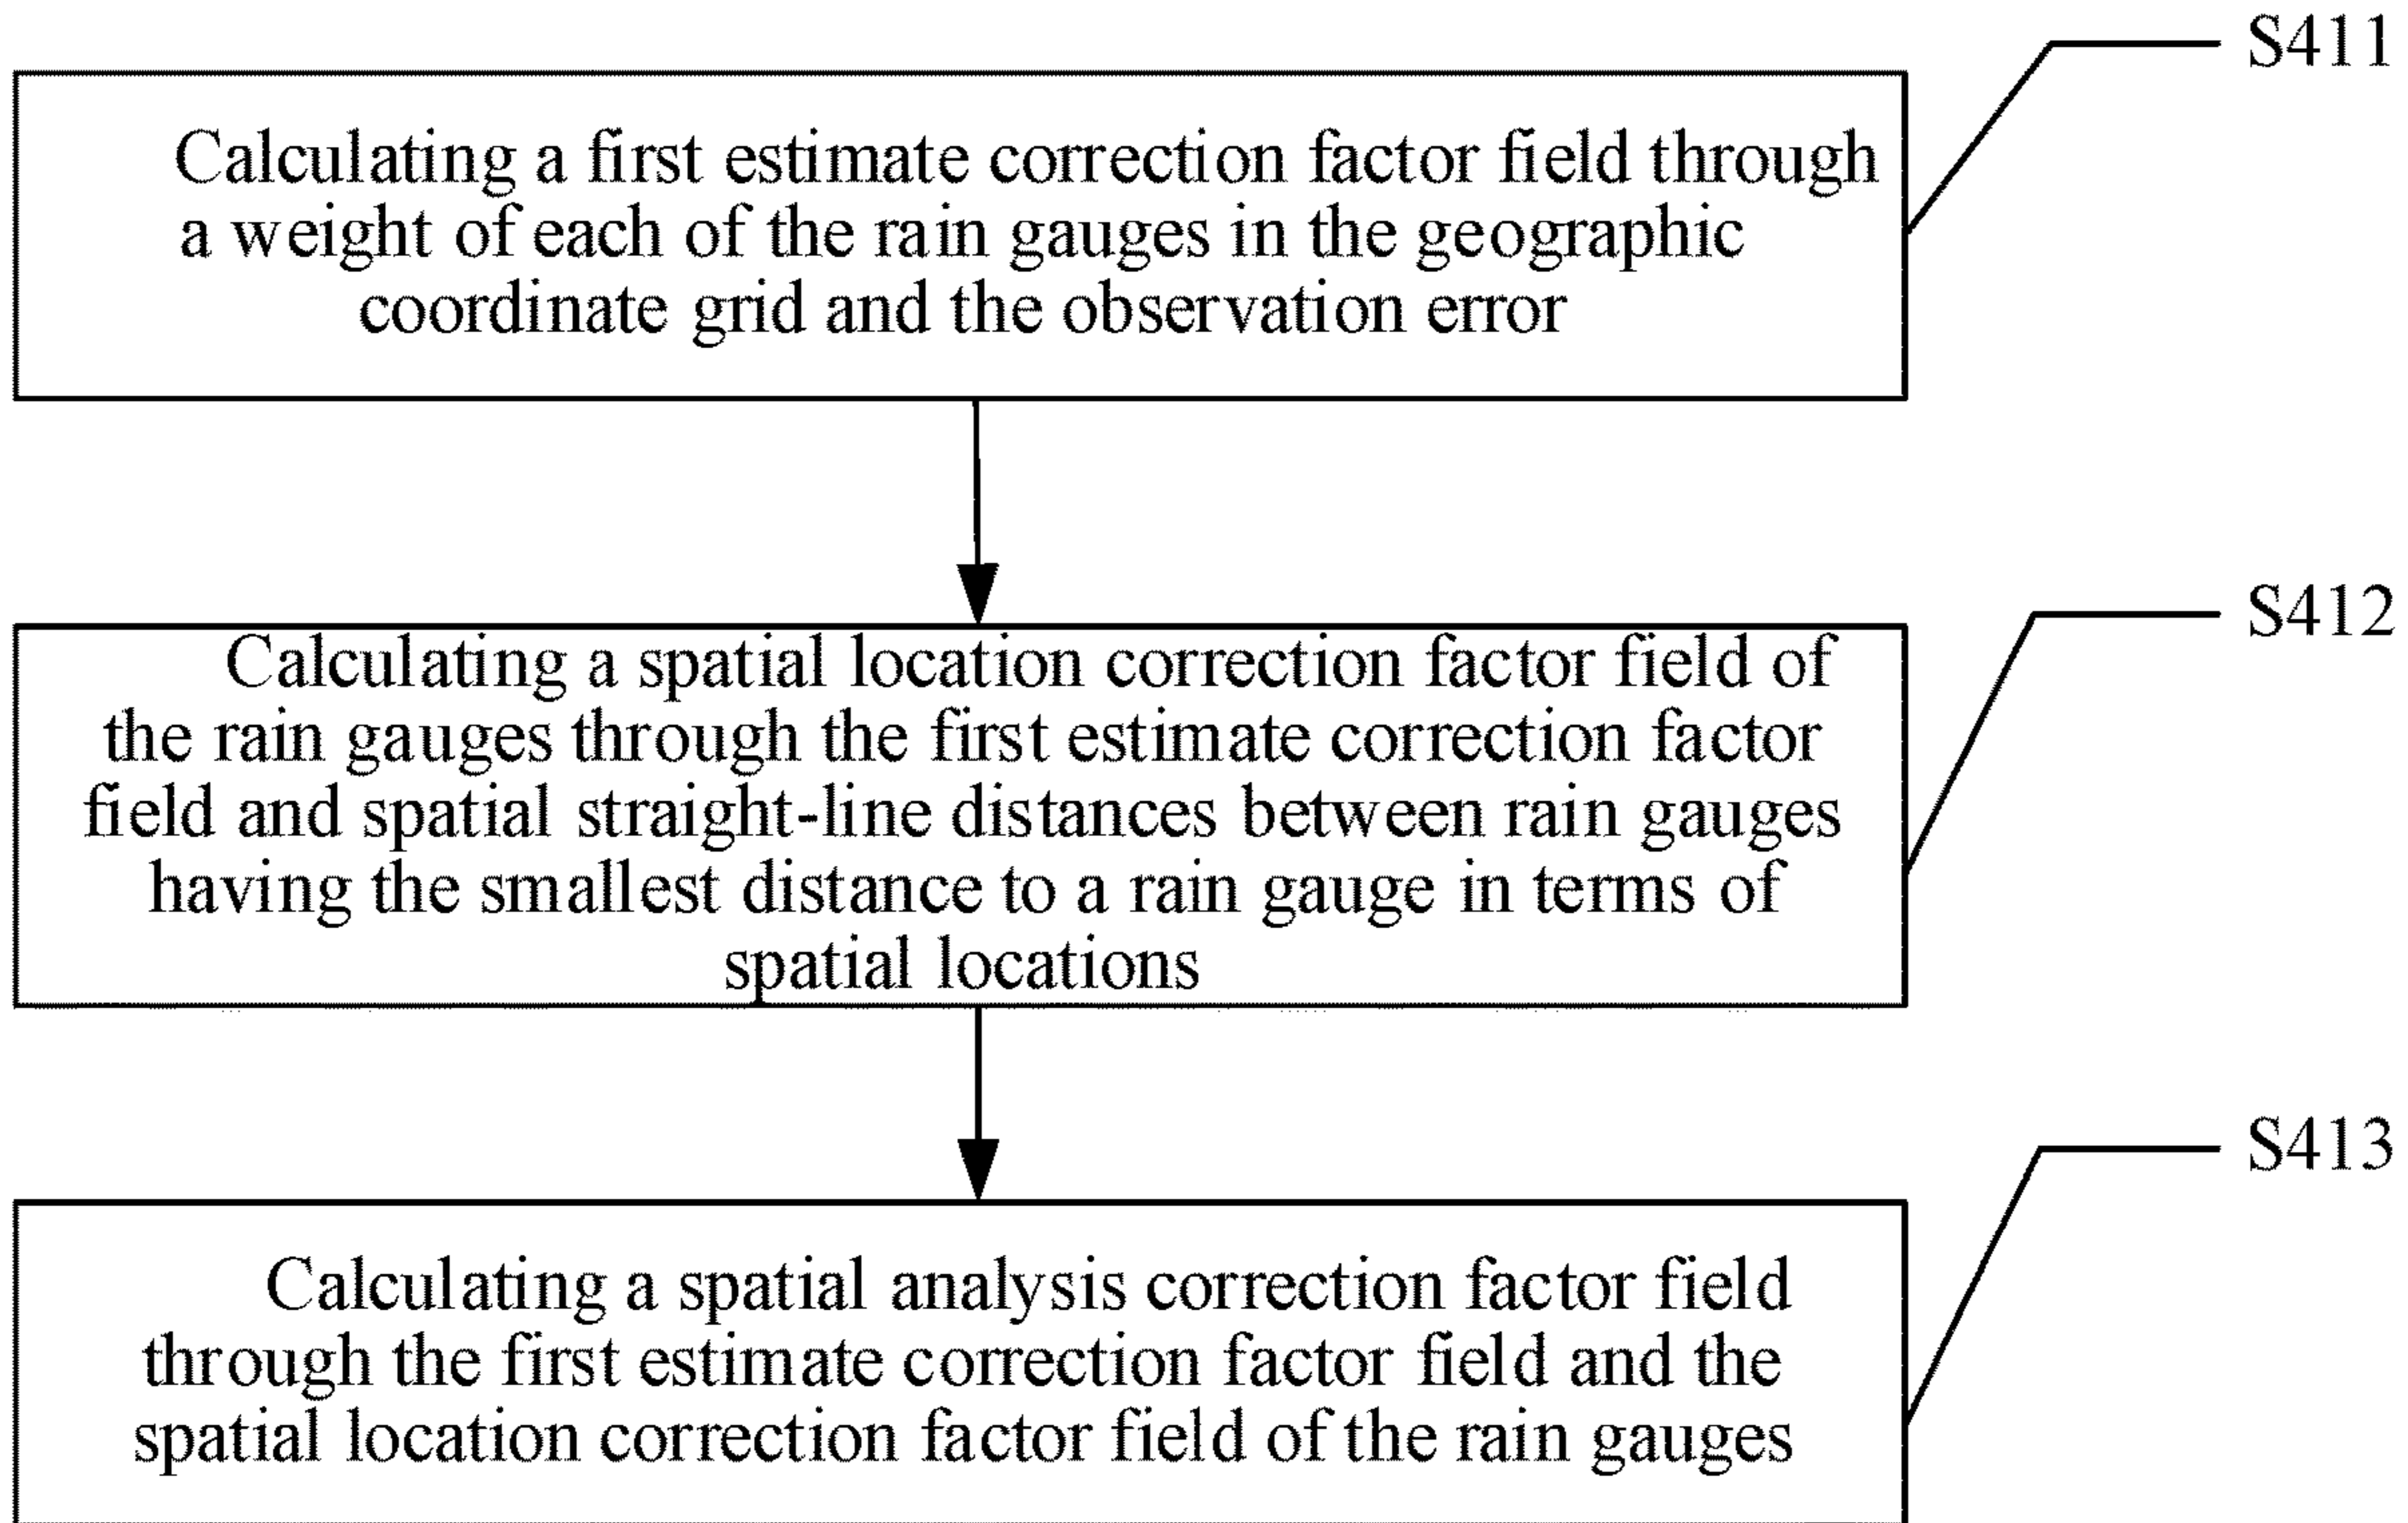 S411
Calculating a first estimate correction factor field through
a weight of each of the rain gauges in the geographic
coordinate grid and the observation error
S412
Calculating a spatial location correction factor field of
the rain gauges through the first estimate correction factor
field and spatial straight-line distances between rain gauges
having the smallest distance to a rain gauge in terms of
spatial locations
S413
Calculating a spatial analysis correction factor field
through the first estimate correction factor field and the
spatial location correction factor field of the rain gauges